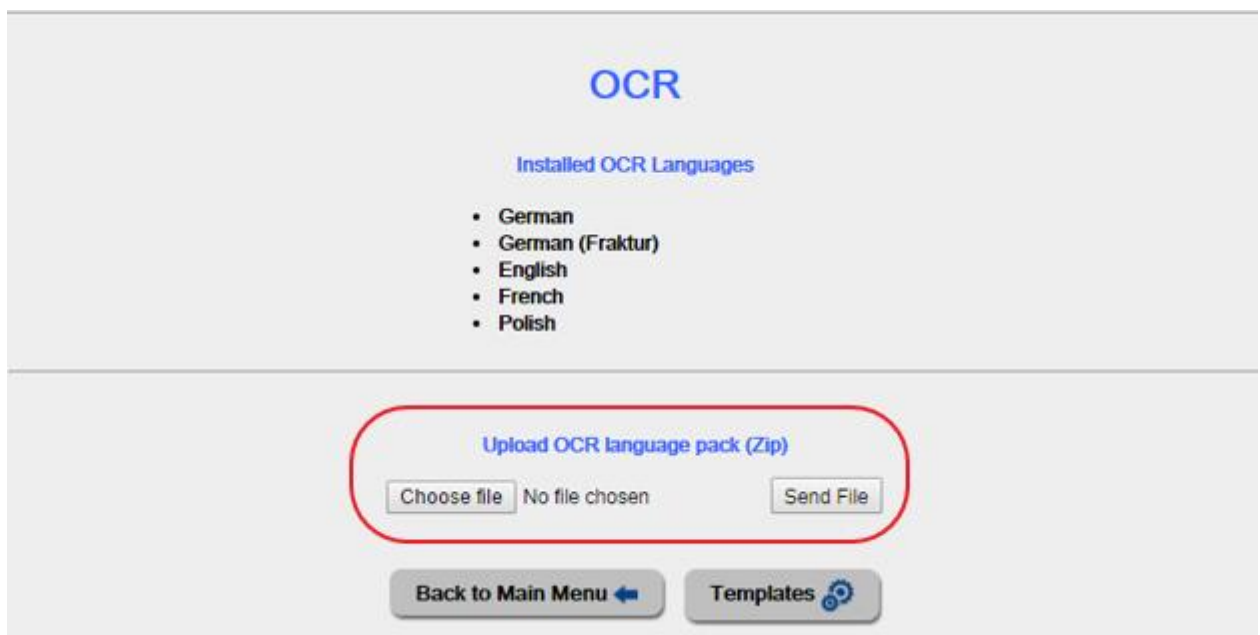 OCR
Installed OCR Languages
• German
• German (Fraktur)
• English
• French
• Polish
Upload OCR language pack (Zip)
Choose file No file chosen Send File
Back to Main Menu Templates